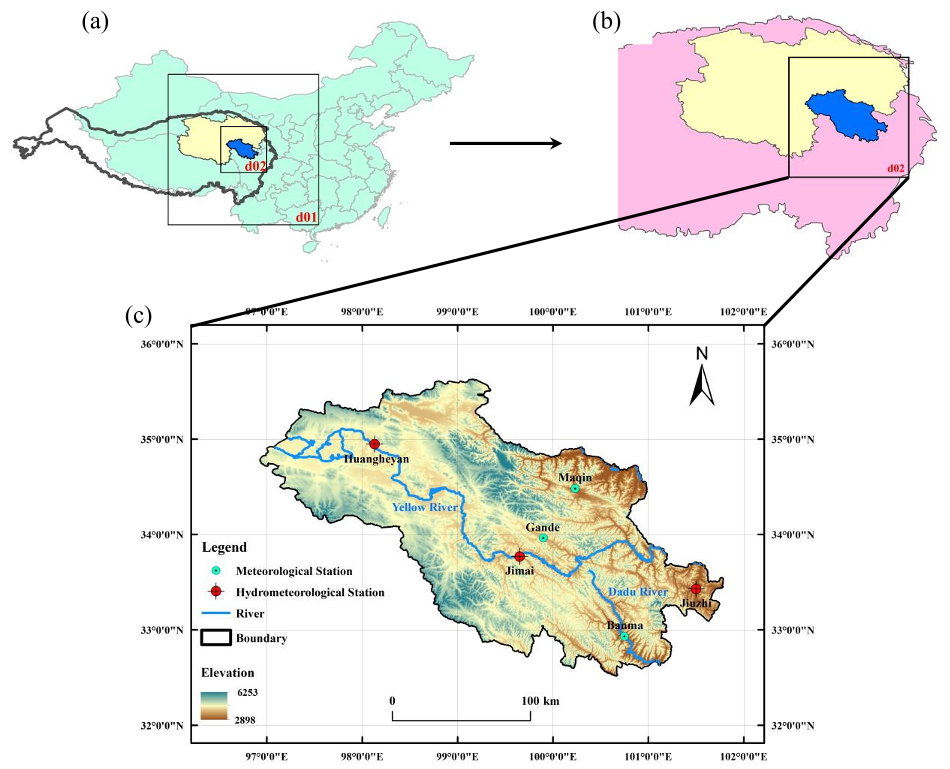 (a)
(b)
d02
d01
d02
(c)
97°0'0"E 98°0'0"E 99°0'0"E 100°0'0"E 101°0'0"E 102°0'0"E
36°0'0"N 36°0'0"N
N
35°0'0"N 35°0'0"N
Huangheyan
Maqin
Yellow River
Gande
34°0'0"N 34°0'0"N
Legend
Jimai
Meteorological Station
Dadu River
Hydrometeorological Station
Jiuzhi
River
Banma
33°0'0"N 33°0'0"N
Boundary
Elevation
6253
0 100 km
2898
32°0'0"N 32°0'0"N
97°0'0"E 98°0'0"E 99°0'0"E 100°0'0"E 101°0'0"E 102°0'0"E